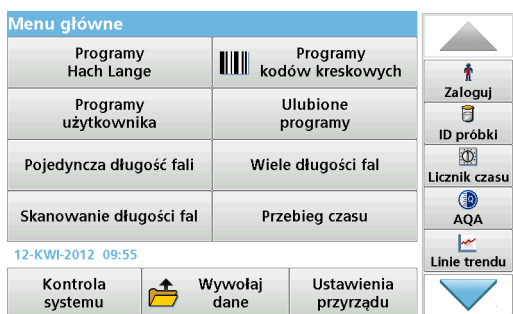 Menu główne
Programy
Hach Lange
Programy
kodów kreskowych
Programy
użytkownika
Ulubione
programy
Pojedyncza długość fali
Wiele długości fal
Skanowanie długości fal
Przebieg czasu
12-KWI-2012 09:55
Kontrola
systemu
Wywołaj
dane
Ustawienia
przyrządu
Zaloguj
ID próbki
Licznik czasu
AQA
Linie trendu